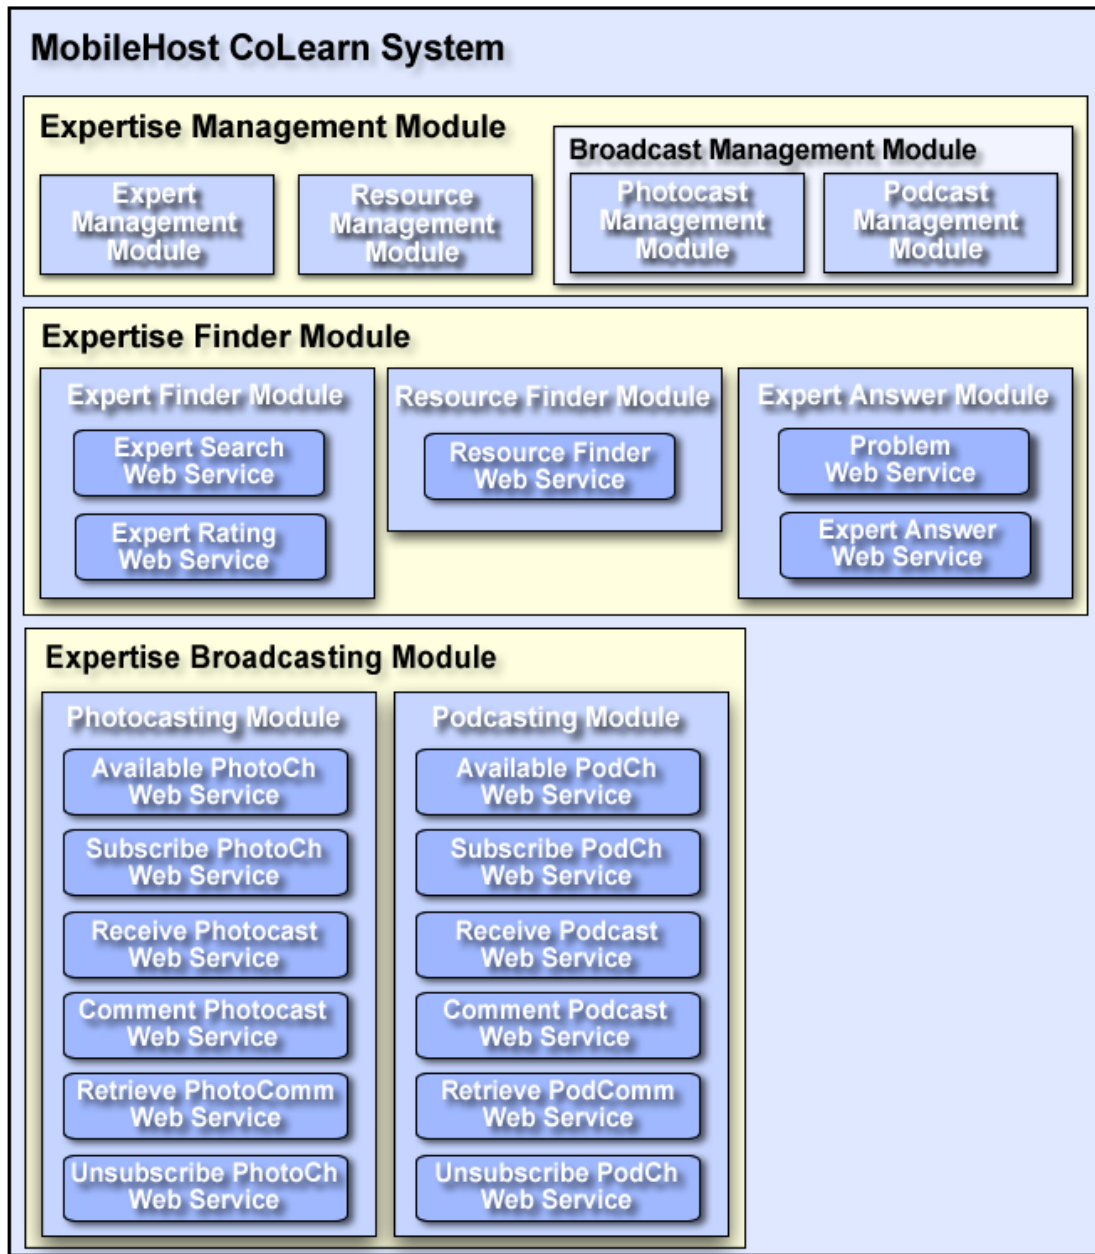 MobileHost CoLearn System
Expertise Management Module
Expert
Management
Module
Resource
Management
Module
Broadcast Management Module
Photocast
Management
Module
Podcast
Management
Module
Expertise Finder Module
Expert Finder Module
Expert Search
Web Service
Expert Rating
Web Service
Resource Finder Module
Resource Finder
Web Service
Expert Answer Module
Problem
Web Service
Expert Answer
Web Service
Expertise Broadcasting Module
Photocasting Module
Available PhotoCh
Web Service
Subscribe PhotoCh
Web Service
Receive Photocast
Web Service
Comment Photocast
Web Service
Retrieve PhotoComm
Web Service
Unsubscribe PhotoCh
Web Service
Podcasting Module
Available PodCh
Web Service
Subscribe PodCh
Web Service
Receive Podcast
Web Service
Comment Podcast
Web Service
Retrieve PodComm
Web Service
Unsubscribe PodCh
Web Service